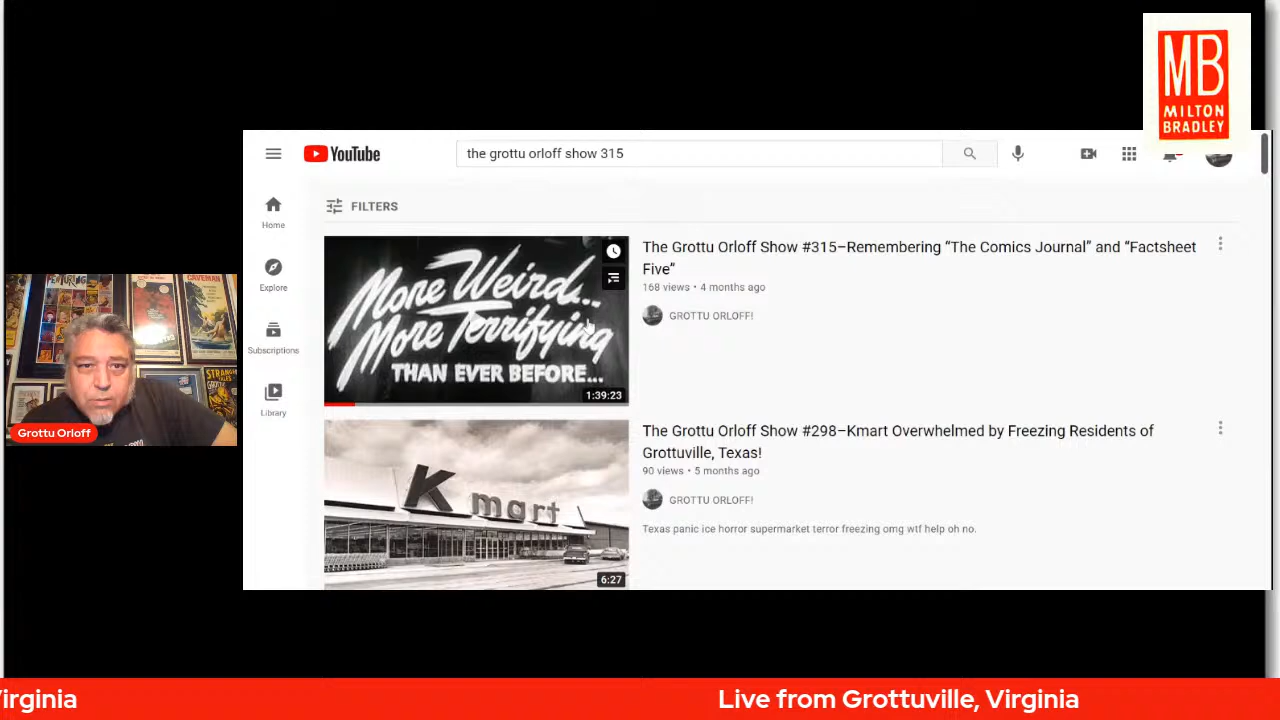 MB
MILTON
BRADLEY
YouTube
the grottu orloff show 315
Home
Explore
Subscriptions
Library
FILTERS
More Weird...
More Terrifying
THAN EVER BEFORE...
1:39:23
The Grottu Orloff Show #315–Remembering “The Comics Journal” and “Factsheet
Five”
168 views • 4 months ago
GROTTU ORLOFF!
K mart
6:27
The Grottu Orloff Show #298–Kmart Overwhelmed by Freezing Residents of
Grottuville, Texas!
90 views • 5 months ago
GROTTU ORLOFF!
Texas panic ice horror supermarket terror freezing omg wtf help oh no.
CAVEMAN
Grottu Orloff
irginia
Live from Grottuville, Virginia